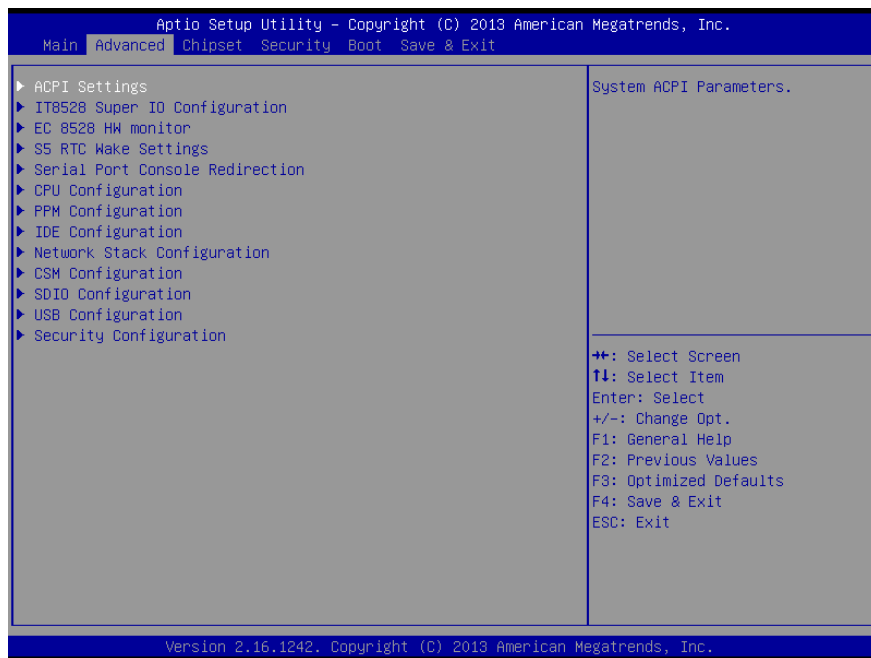 Aptio Setup Utility – Copyright (C) 2013 American Megatrends, Inc.
Main Advanced Chipset Security Boot Save & Exit
► ACPI Settings
► IT8528 Super IO Configuration
► EC 8528 HW monitor
► S5 RTC Wake Settings
► Serial Port Console Redirection
► CPU Configuration
► PPM Configuration
► IDE Configuration
► Network Stack Configuration
► CSM Configuration
► SDIO Configuration
► USB Configuration
► Security Configuration
System ACPI Parameters.
→←: Select Screen
↑↓: Select Item
Enter: Select
+/-: Change Opt.
F1: General Help
F2: Previous Values
F3: Optimized Defaults
F4: Save & Exit
ESC: Exit
Version 2.16.1242. Copyright (C) 2013 American Megatrends, Inc.